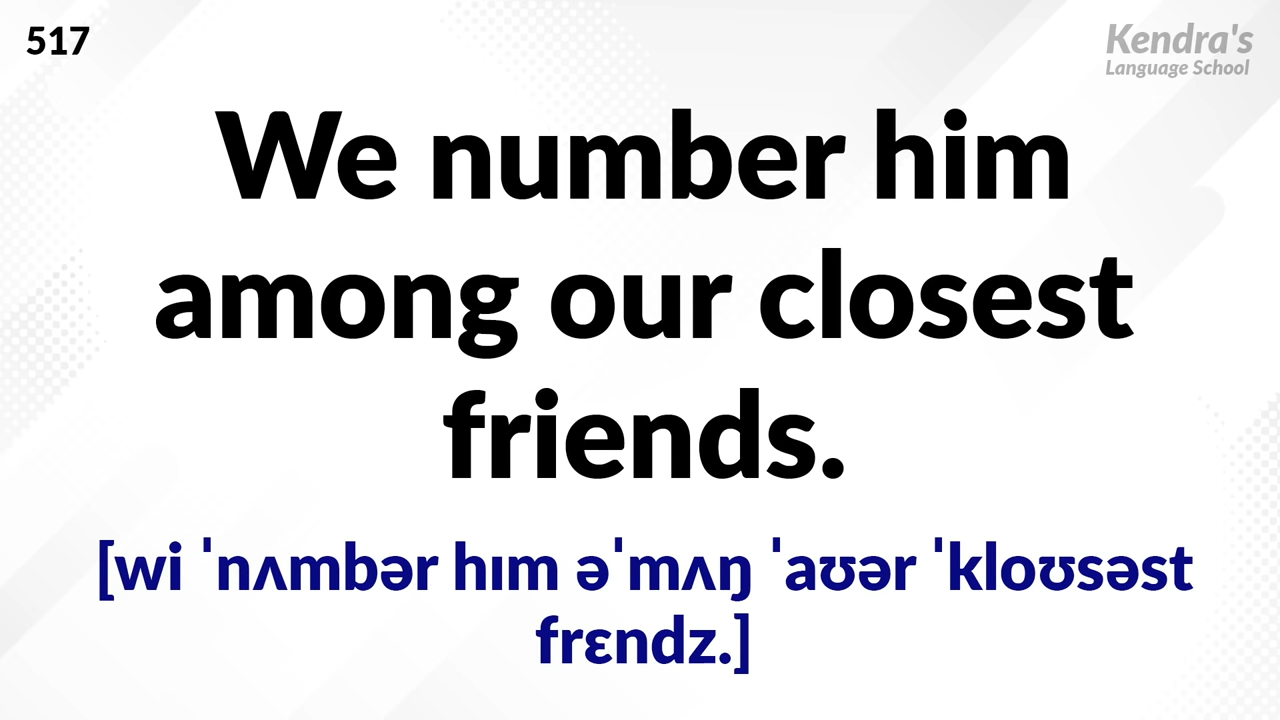 517
Kendra's
Language School
We number him
among our closest
friends.
[wi ˈnʌmbər hɪm əˈmʌŋ ˈaʊər ˈkloʊsəst
frɛndz.]